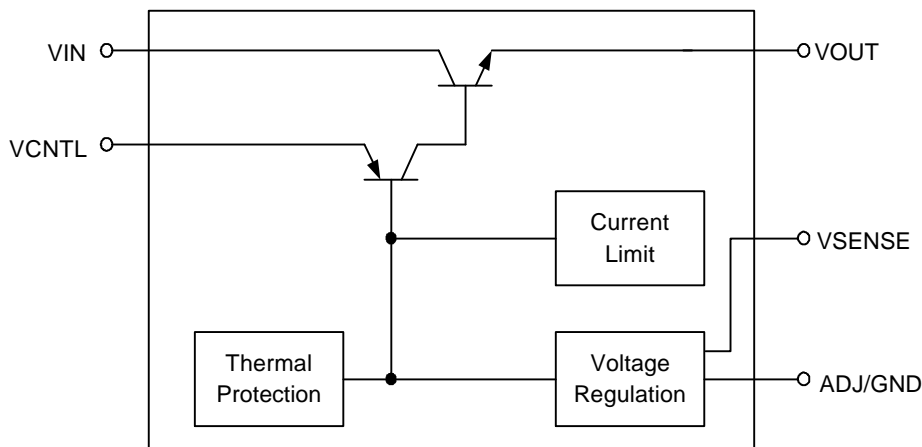 VIN
VOUT
VCNTL
Current
Limit
VSENSE
Thermal
Protection
Voltage
Regulation
ADJ/GND